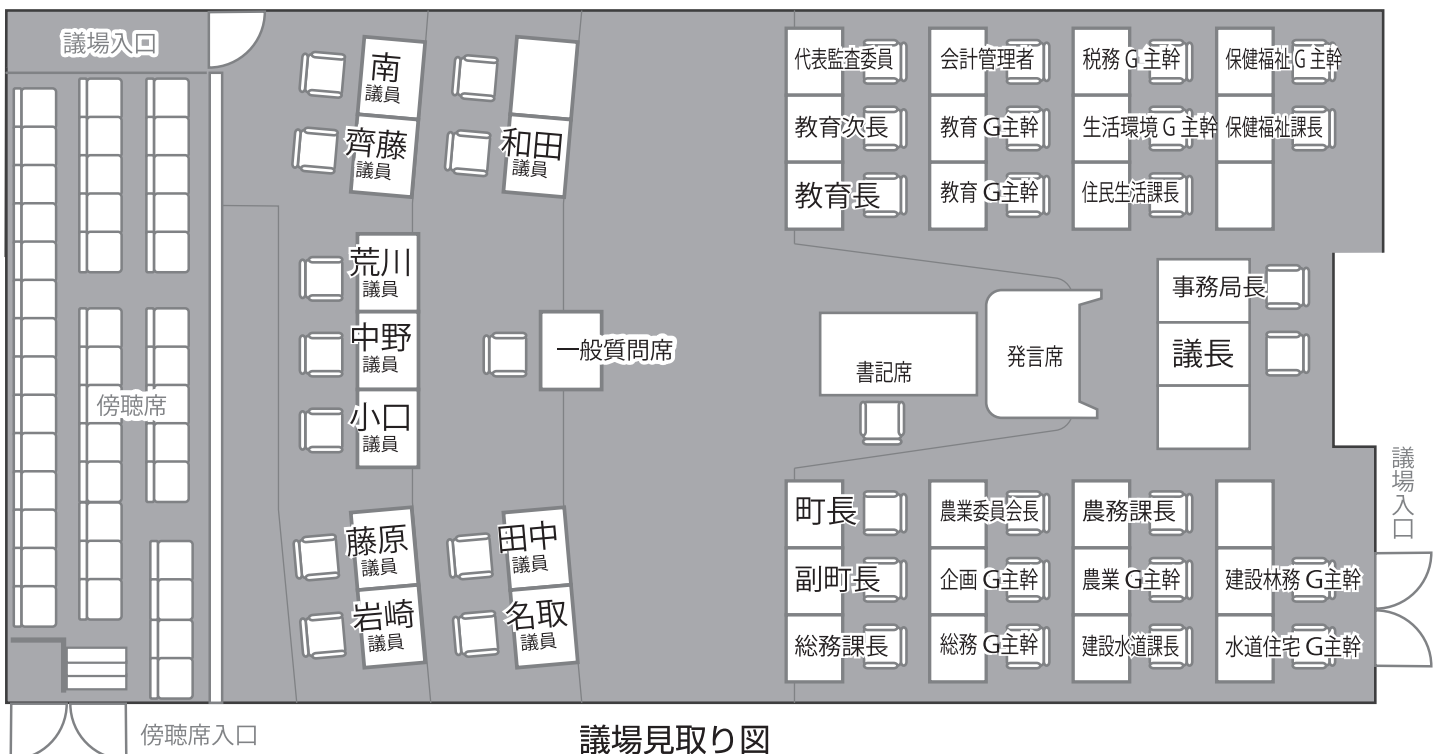 議場入口
南
議員
齊藤
議員
和田
議員
荒川
議員
中野
議員
小口
議員
藤原
議員
岩崎
議員
田中
議員
名取
議員
一般質問席
傍聴席
代表監査委員
会計管理者
税務G主幹
保健福祉G主幹
教育次長
教育G主幹
生活環境G主幹
保健福祉課長
教育長
教育G主幹
住民生活課長
事務局長
議長
発言席
書記席
町長
農業委員会長
農務課長
副町長
企画G主幹
農業G主幹
建設林務G主幹
総務課長
総務G主幹
建設水道課長
水道住宅G主幹
議場入口
傍聴席入口
議場見取り図